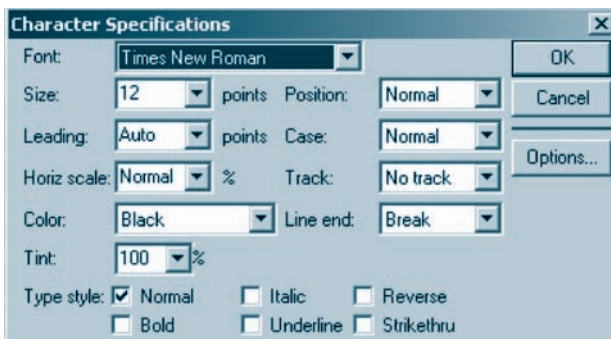 Character Specifications
Font: Times New Roman OK
Size: 12 points Position: Normal Cancel
Leading: Auto points Case: Normal
Horiz scale: Normal % Track: No track Options...
Color: Black Line end: Break
Tint: 100 %
Type style: Normal Italic Reverse
Bold Underline Strikethru